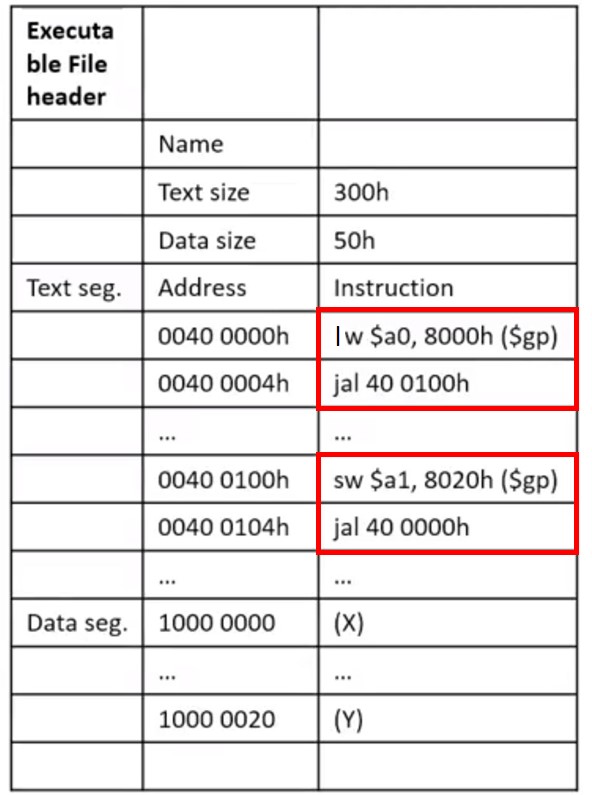 Executa
ble File
header
Name
Text size 300h
Data size 50h
Text seg. Address Instruction
0040 0000h lw $a0, 8000h ($gp)
0040 0004h jal 40 0100h
... ...
0040 0100h sw $a1, 8020h ($gp)
0040 0104h jal 40 0000h
... ...
Data seg. 1000 0000 (X)
... ...
1000 0020 (Y)